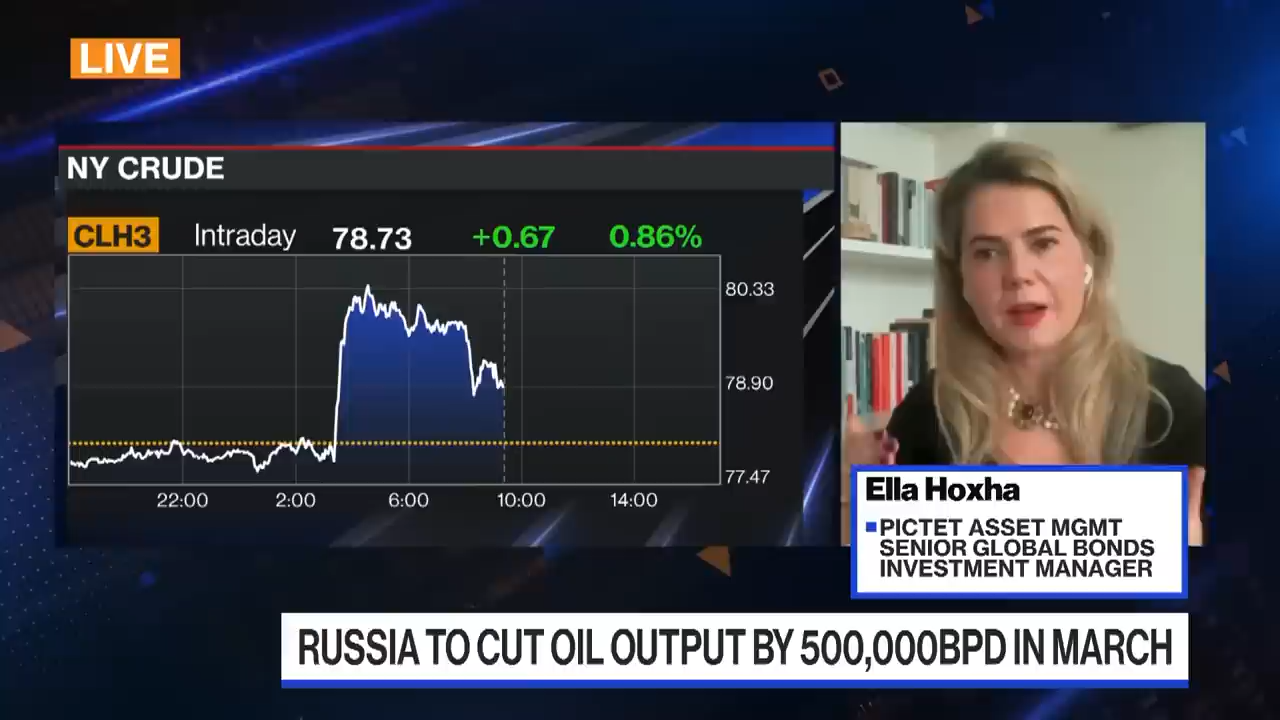 LIVE
NY CRUDE
CLH3 Intraday 78.73 +0.67 0.86%
80.33
78.90
77.47
22:00 2:00 6:00 10:00 14:00
Ella Hoxha
PICTET ASSET MGMT
SENIOR GLOBAL BONDS
INVESTMENT MANAGER
RUSSIA TO CUT OIL OUTPUT BY 500,000BPD IN MARCH